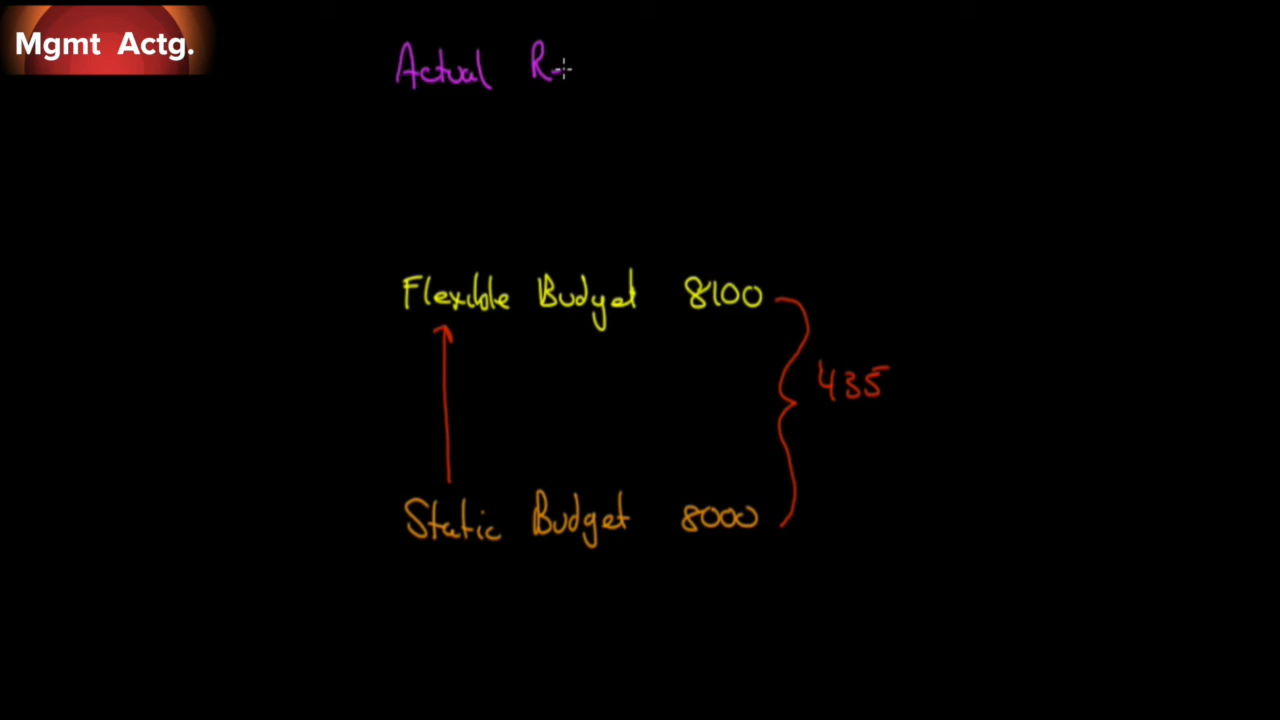 Mgmt Actg.
Actual R
Flexible Budget 8100
435
Static Budget 8000